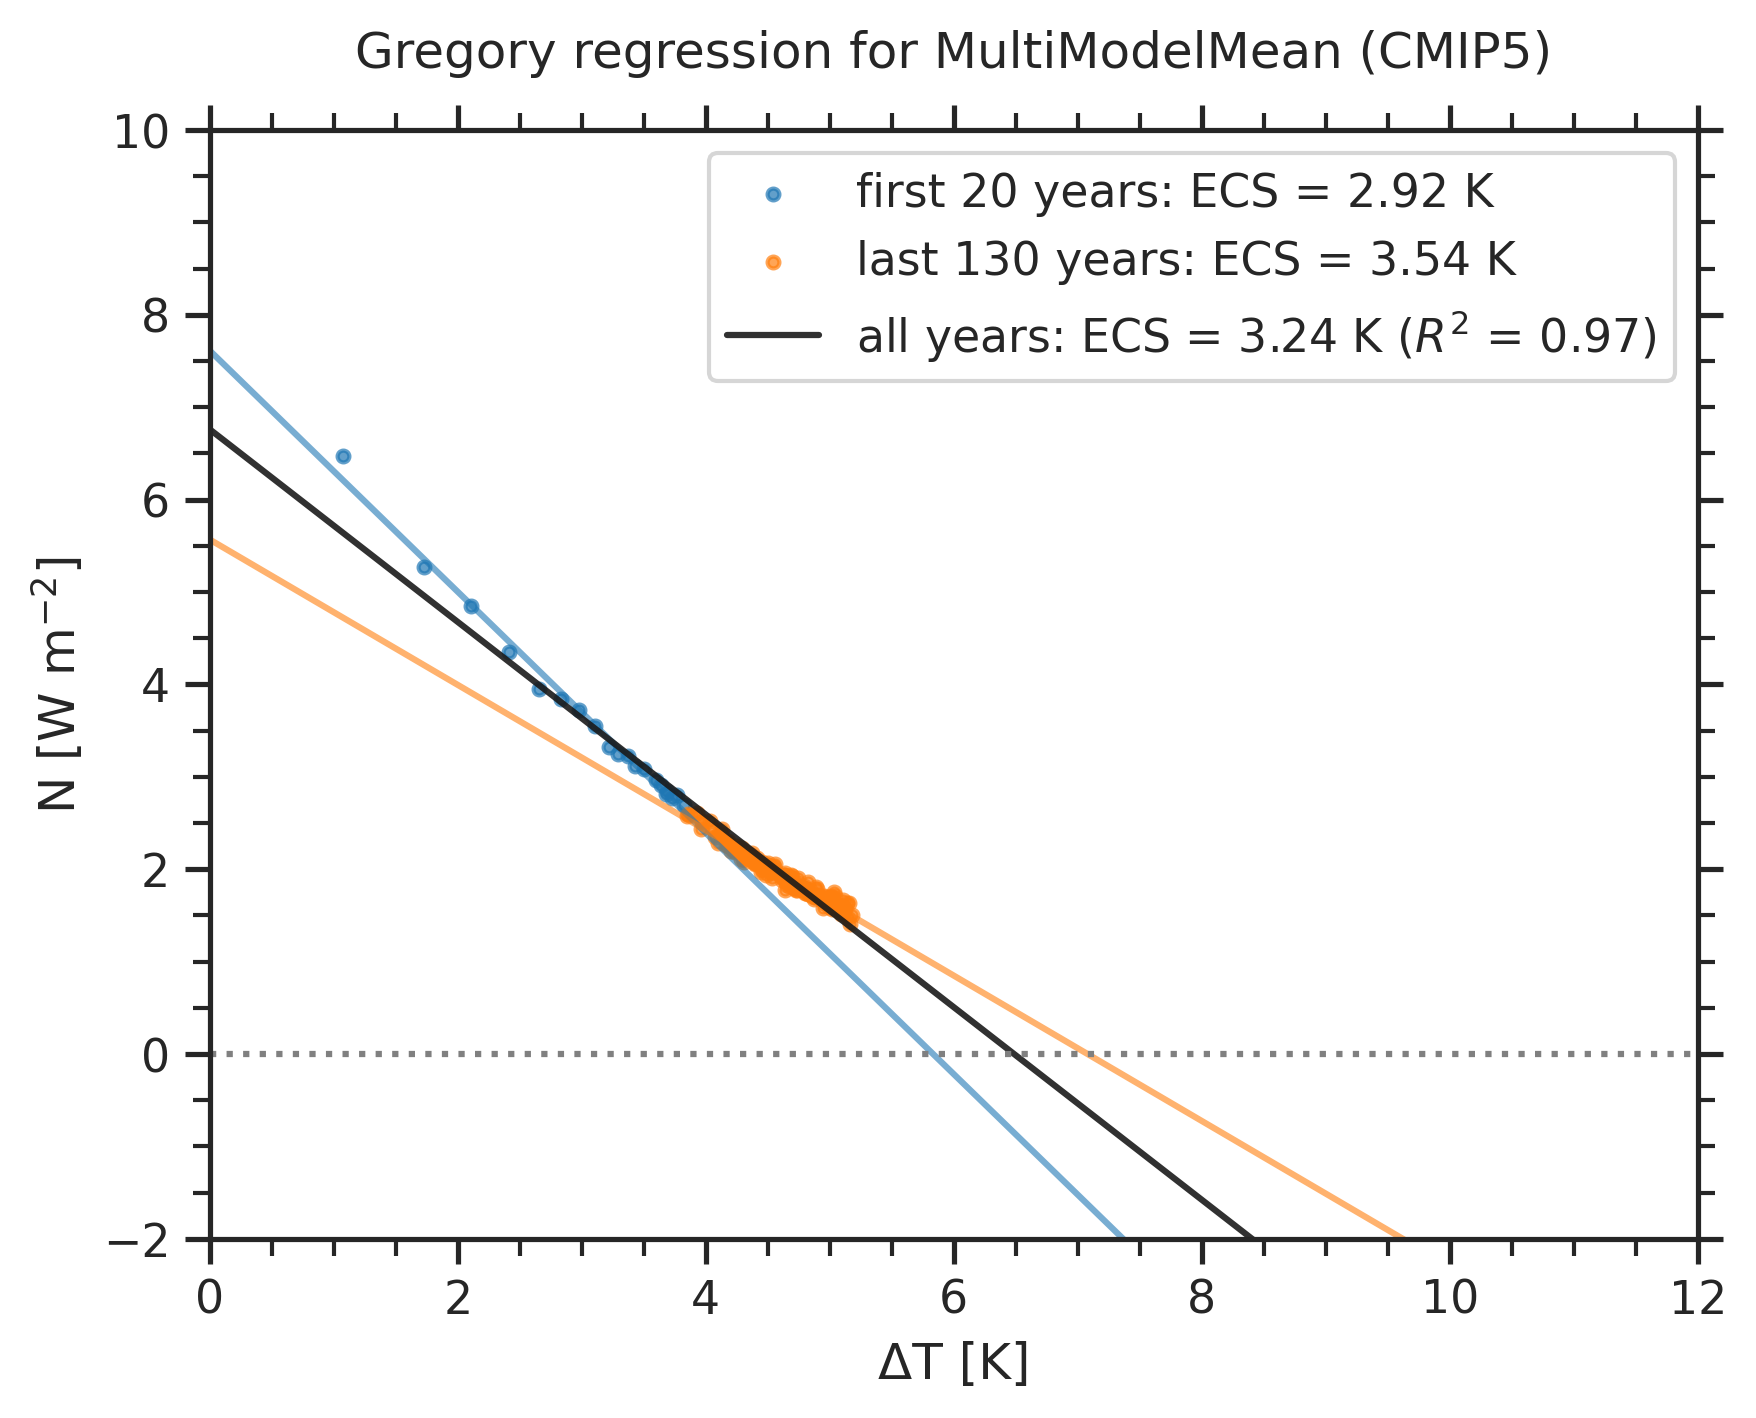 Gregory regression for MultiModelMean (CMIP5)
10
8
6
4
2
0
−2
N [W m⁻²]
first 20 years: ECS = 2.92 K
last 130 years: ECS = 3.54 K
all years: ECS = 3.24 K (R² = 0.97)
0 2 4 6 8 10 12
ΔT [K]